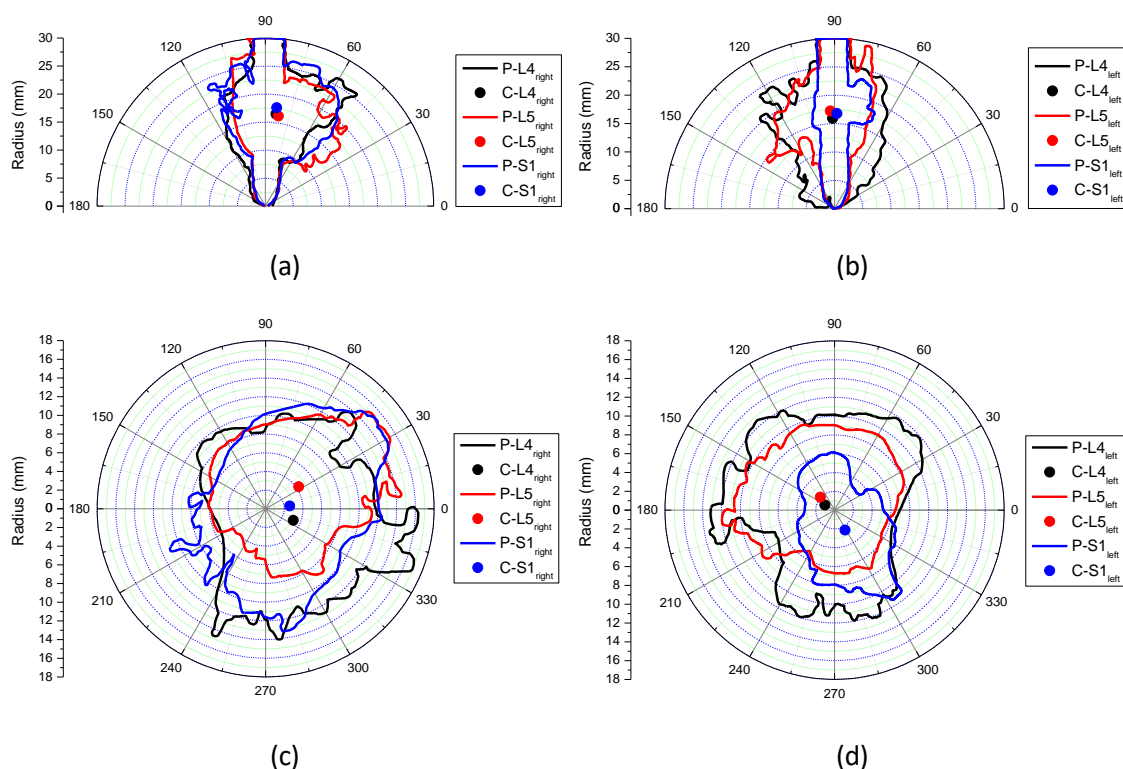 90
120
60
150
30
180
0
Radius (mm)
30
25
20
15
10
5
0
P-L4right
C-L4right
P-L5right
C-L5right
P-S1right
C-S1right
(a)
90
120
60
150
30
180
0
Radius (mm)
30
25
20
15
10
5
0
P-L4left
C-L4left
P-L5left
C-L5left
P-S1left
C-S1left
(b)
90
120
60
150
30
180
0
210
330
240
300
270
Radius (mm)
18
16
14
12
10
8
6
4
2
0
2
4
6
8
10
12
14
16
18
P-L4right
C-L4right
P-L5right
C-L5right
P-S1right
C-S1right
(c)
90
120
60
150
30
180
0
210
330
240
300
270
Radius (mm)
18
16
14
12
10
8
6
4
2
0
2
4
6
8
10
12
14
16
18
P-L4left
C-L4left
P-L5left
C-L5left
P-S1left
C-S1left
(d)